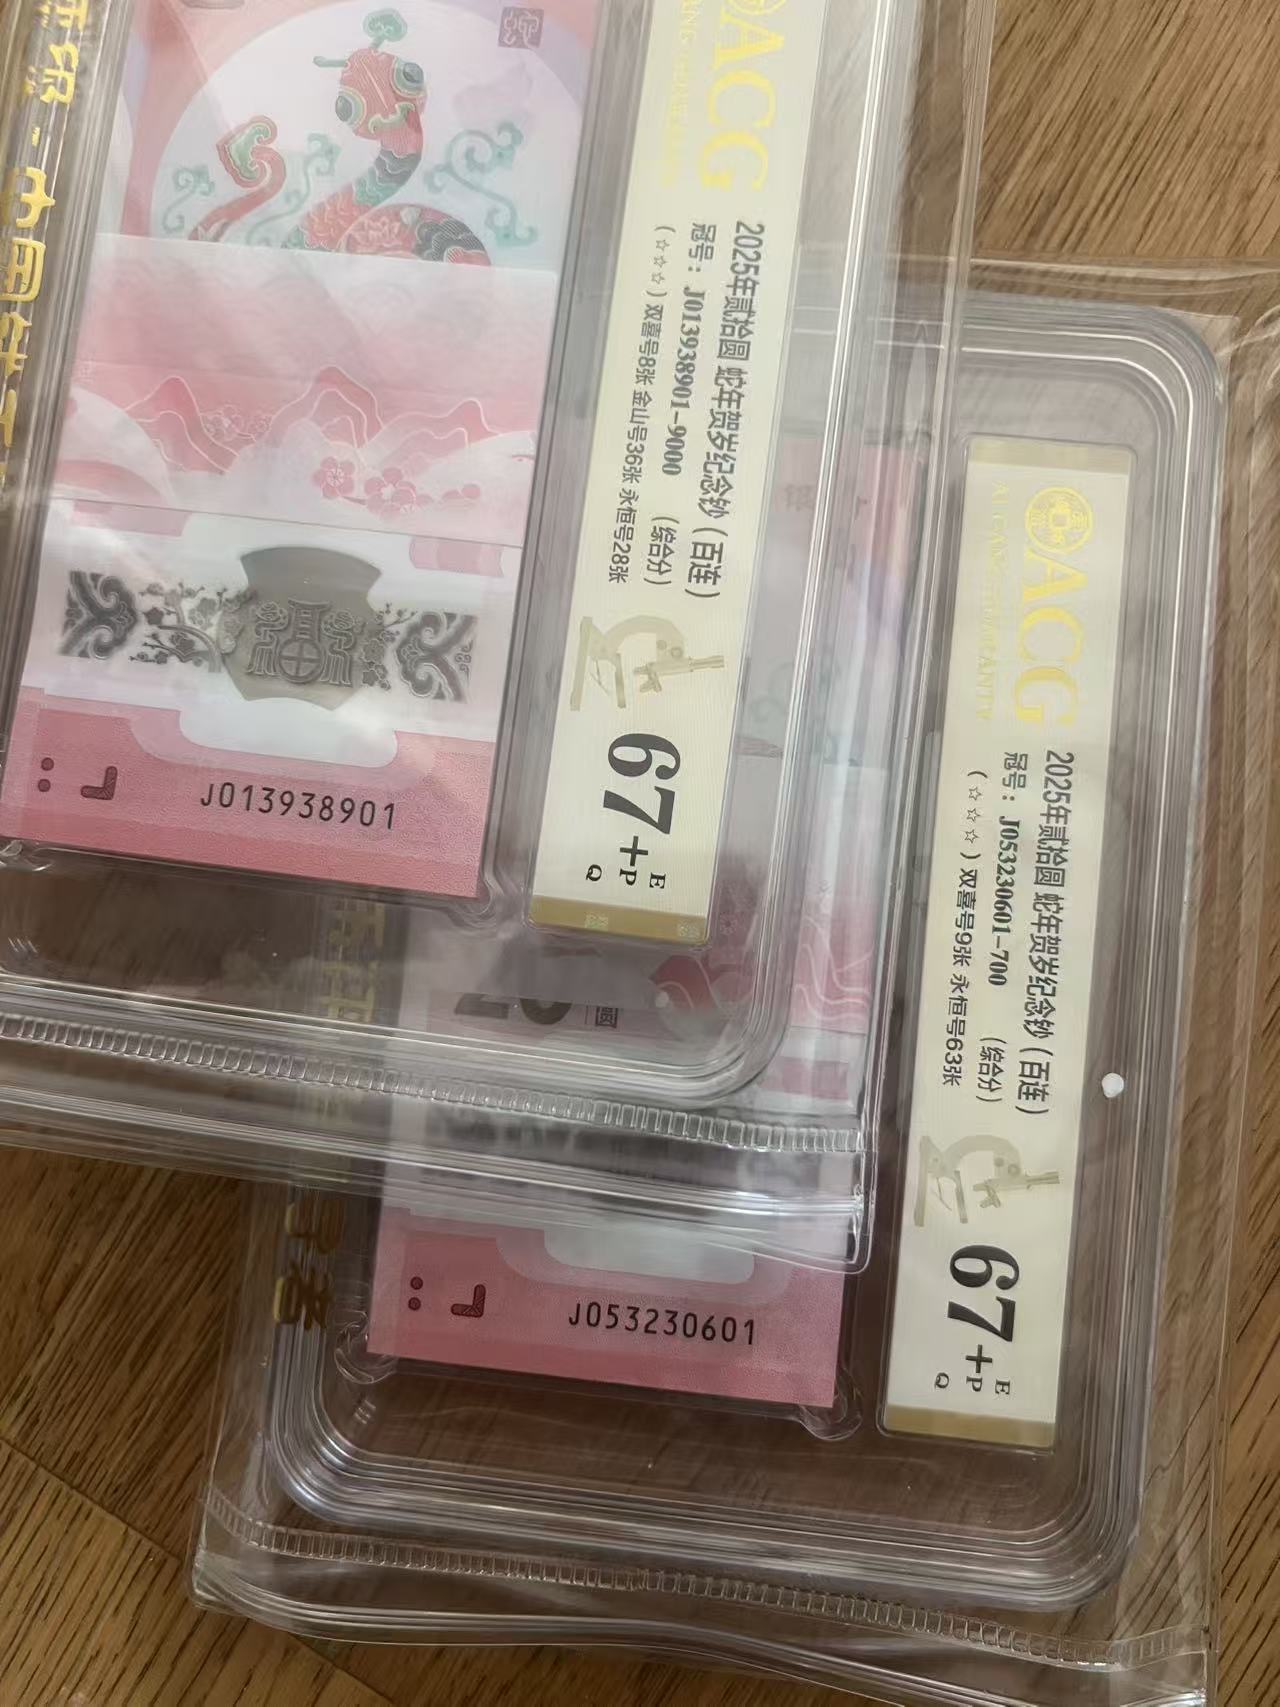 ACG
2025年贰拾圆 蛇年贺岁纪念钞（百连）
冠号：J013938901-9000 （综合分）
（☆☆☆）双喜号8张 金山号36张 永恒号28张
67+
E
P
Q
J013938901
ACG
2025年贰拾圆 蛇年贺岁纪念钞（百连）
冠号：J053230601-700 （综合分）
（☆☆☆）双喜号9张 永恒号63张
67+
E
P
Q
J053230601